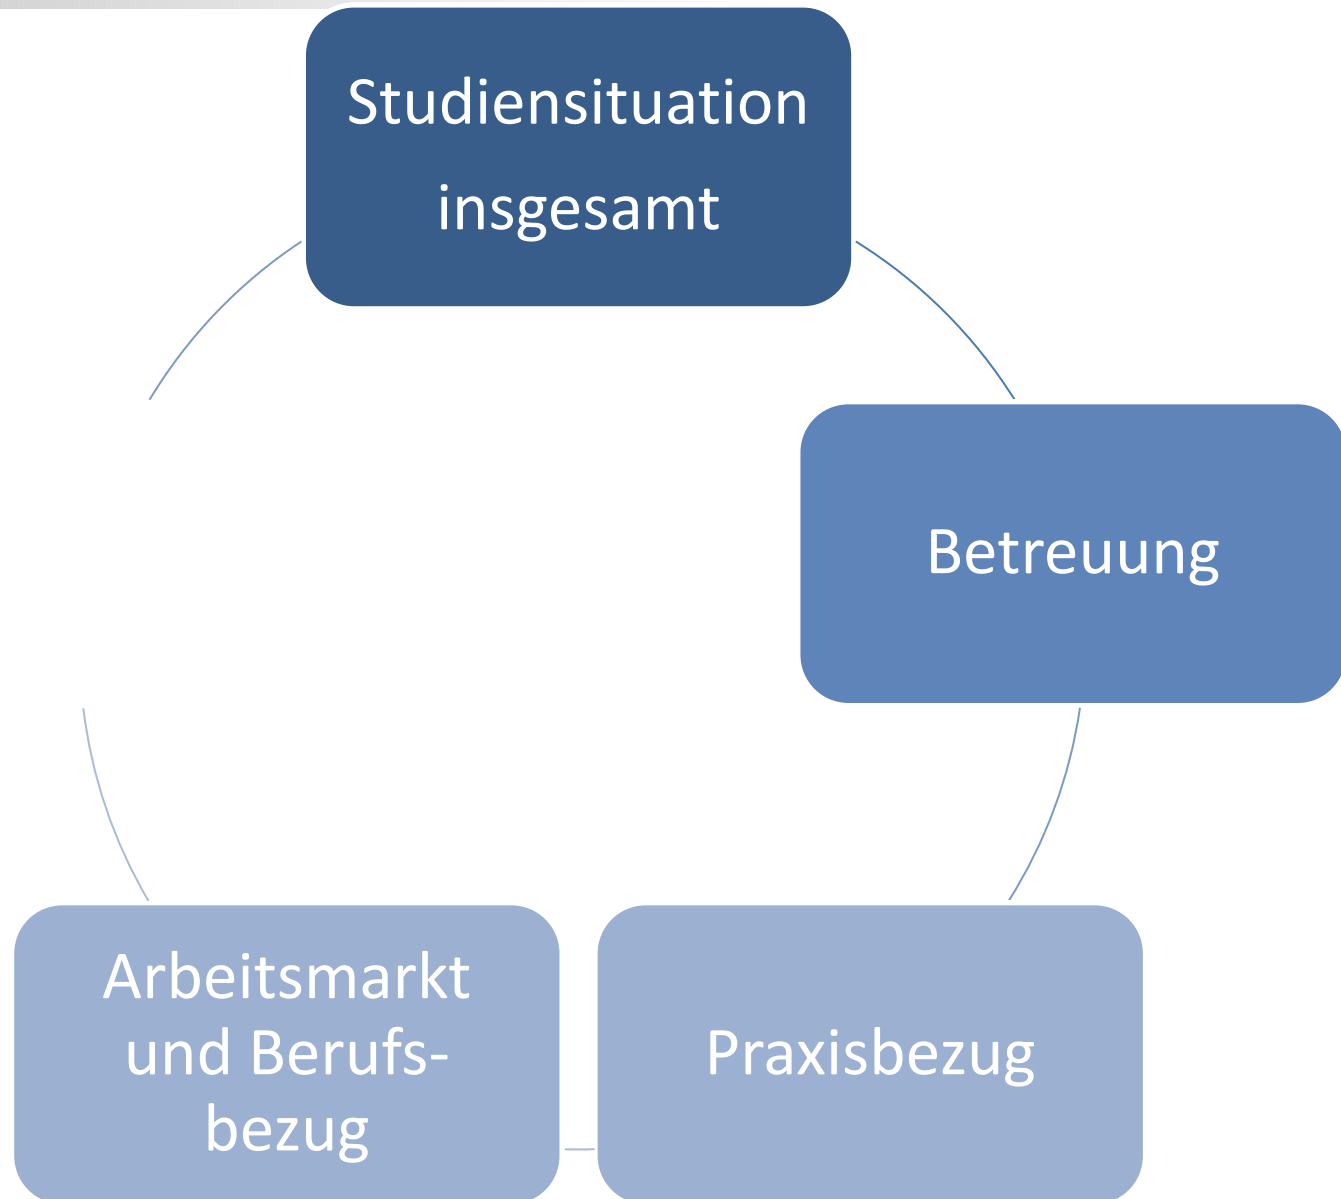 Studiensituation
insgesamt
Betreuung
Arbeitsmarkt
und Berufs-
bezug
Praxisbezug